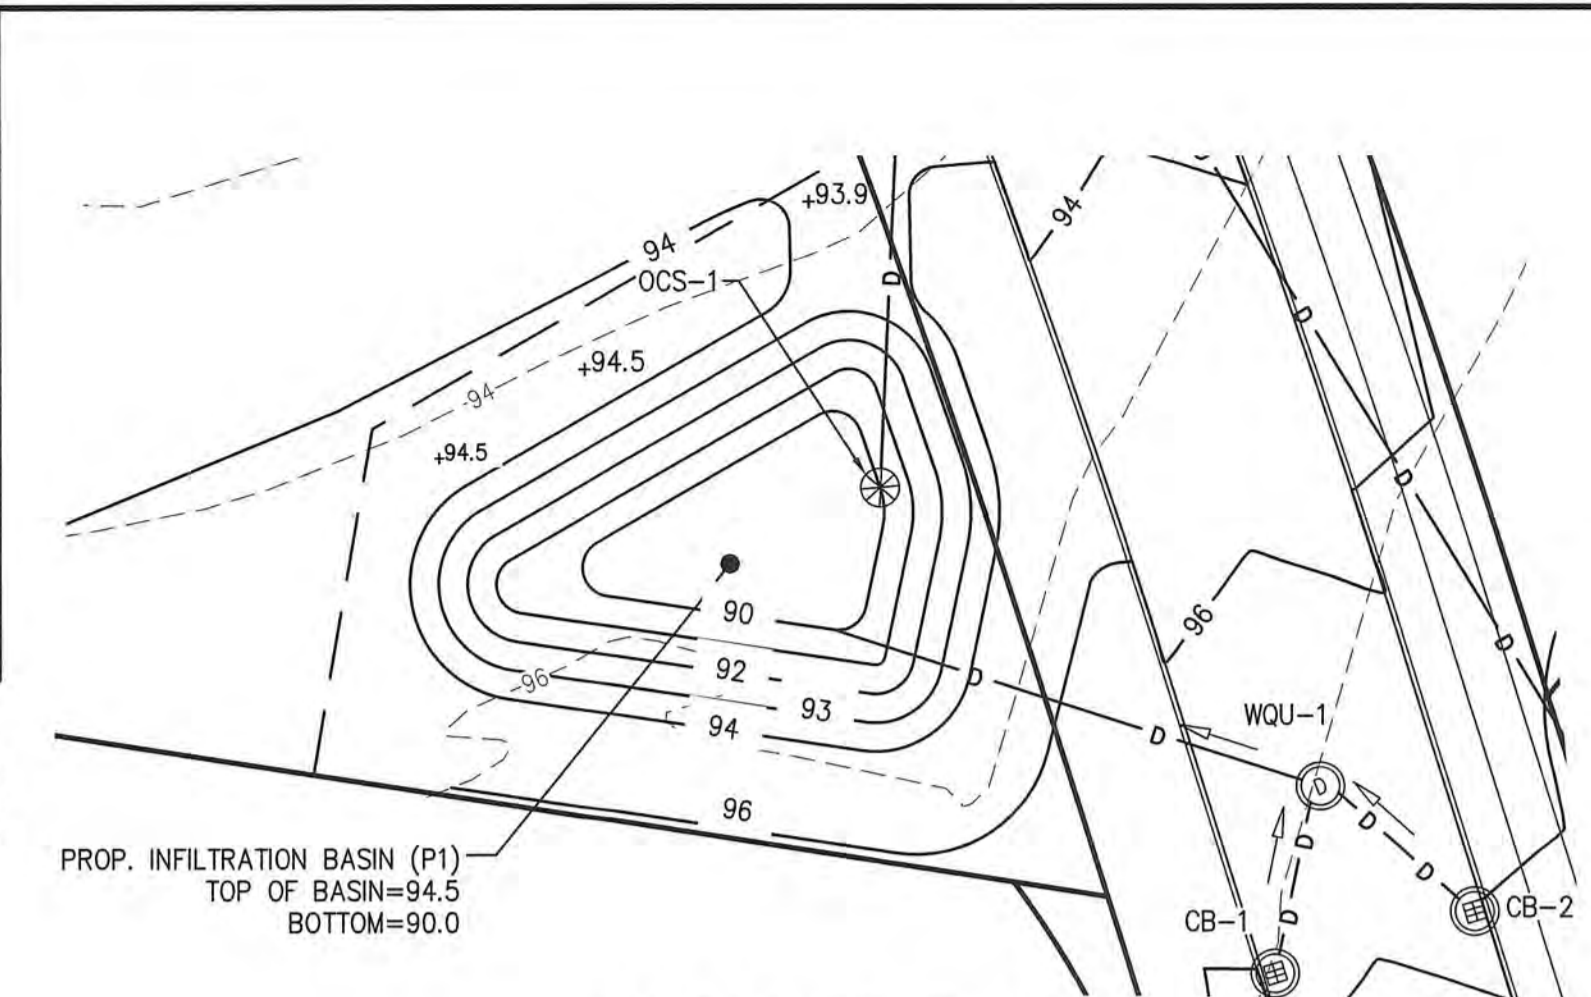 +93.9
94
94
OCS-1
D
D
+94.5
-94
+94.5
D
90
96
D
92
-96
D
93
WQU-1
94
D
D
96
D
D
D
PROP. INFILTRATION BASIN (P1)
TOP OF BASIN=94.5
BOTTOM=90.0
D
CB-1
D
CB-2